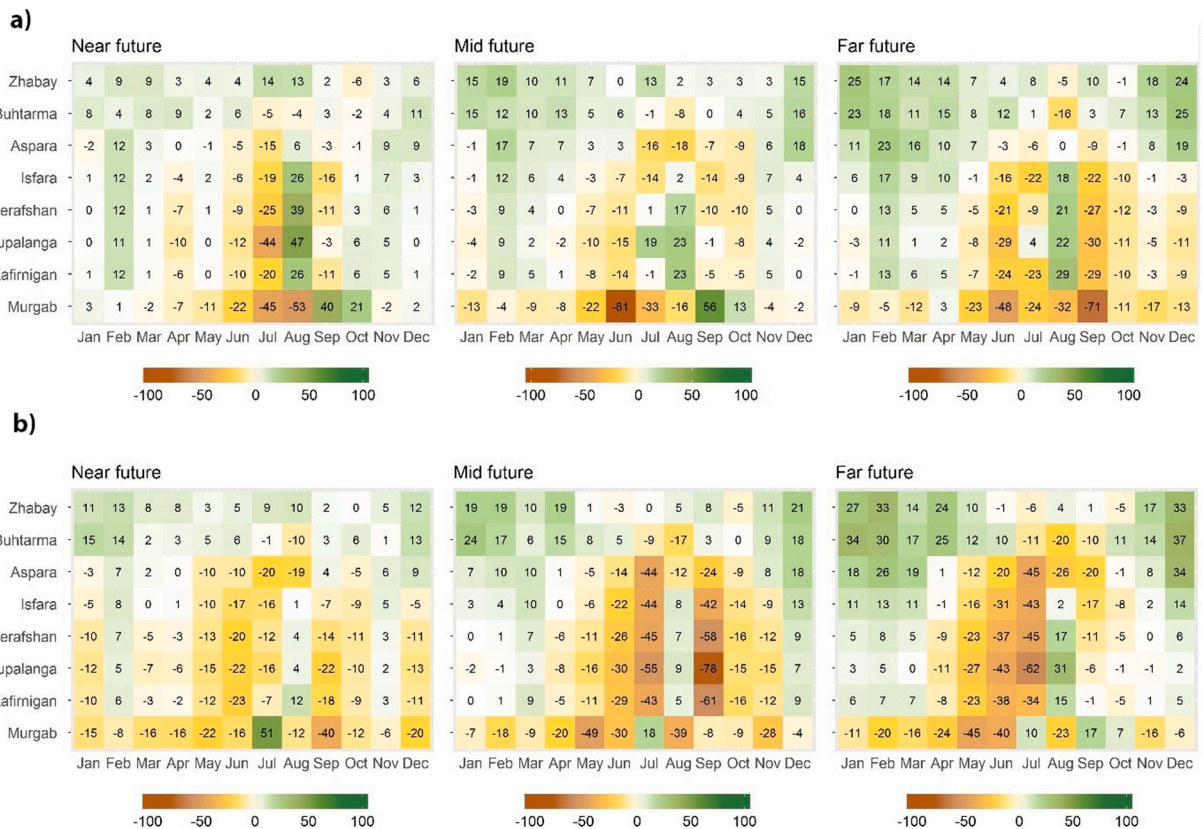 a)
Near future Mid future Far future
Zhabay 4 9 9 3 4 4 14 13 2 -6 3 6 15 19 10 11 7 0 13 2 3 3 3 15 25 17 14 14 7 4 8 -5 10 -1 18 24
uhtarma 8 4 8 9 2 6 -5 -4 3 -2 4 11 15 12 10 13 5 6 -1 -8 0 4 5 16 23 18 11 15 8 12 1 -16 3 7 13 25
Aspara -2 12 3 0 -1 -5 -15 6 -3 -1 9 9 -1 17 7 7 3 3 -16 -18 -7 -9 6 18 11 23 16 10 7 -3 -6 0 -9 -1 8 19
Isfara 1 12 2 -4 2 -6 -19 26 -16 1 7 3 -1 12 6 4 -3 -7 -14 2 -14 -9 7 4 6 17 9 10 -1 -16 -22 18 -22 -10 -1 -3
erafshan 0 12 1 -7 1 -9 -25 39 -11 3 6 1 -3 9 4 0 -7 -11 1 17 -10 -10 5 0 0 13 5 5 -6 -21 -9 21 -27 -12 -3 -9
upalanga 0 11 1 -10 0 -12 -44 47 -3 6 5 0 -4 9 2 -2 -10 -15 19 23 -1 -8 4 -2 -3 11 2 1 -8 -29 4 22 -30 -11 -5 -11
afirnigan 1 12 1 -6 0 -10 -20 26 -11 6 5 1 -2 9 5 1 -8 -14 -1 23 -5 -5 5 0 -1 13 6 5 -7 -24 -23 29 -29 -10 -3 -9
Murgab 3 1 -2 -7 -11 -22 -45 -53 40 21 -2 2 -13 -4 -9 -8 -22 -81 -33 -16 56 13 -4 -2 -9 -5 -12 3 -23 -48 -24 -32 -71 -11 -17 -13
Jan Feb Mar Apr May Jun Jul Aug Sep Oct Nov Dec Jan Feb Mar Apr May Jun Jul Aug Sep Oct Nov Dec Jan Feb Mar Apr May Jun Jul Aug Sep Oct Nov Dec
-100 -50 0 50 100 -100 -50 0 50 100 -100 -50 0 50 100
b)
Near future Mid future Far future
Zhabay 11 13 8 8 3 5 9 10 2 0 5 12 19 19 10 19 1 -3 0 5 8 -5 11 21 27 33 14 24 10 -1 -6 4 1 -5 17 33
uhtarma 15 14 2 3 5 6 -1 -10 3 6 1 13 24 17 6 15 8 5 -9 -17 3 0 9 18 34 30 17 25 12 10 -11 -20 -10 11 14 37
Aspara -3 7 2 0 -10 -10 -20 -19 4 -5 6 9 7 10 10 1 -5 -14 -44 -12 -24 -9 8 18 18 26 19 1 -12 -20 -45 -26 -20 -1 8 34
Isfara -5 8 0 1 -10 -17 -16 1 -7 -9 5 -5 3 4 10 0 -6 -22 -44 8 -42 -14 -9 13 11 13 11 -1 -16 -31 -43 2 -17 -8 2 14
erafshan -10 7 -5 -3 -13 -20 -12 4 -14 -11 3 -11 0 1 7 -6 -11 -26 -45 7 -58 -16 -12 9 5 8 5 -9 -23 -37 -45 17 -11 -5 0 6
upalanga -12 5 -7 -6 -15 -22 -16 4 -22 -10 2 -13 -2 -1 3 -8 -16 -30 -55 9 -78 -15 -15 7 3 5 0 -11 -27 -43 -62 31 -6 -1 -1 2
afirnigan -10 6 -3 -2 -12 -23 -7 12 -18 -9 3 -11 0 1 9 -5 -11 -29 -43 5 -61 -16 -12 9 6 7 7 -8 -22 -38 -34 15 -1 -5 1 5
Murgab -15 -8 -16 -16 -22 -16 51 -12 -40 -12 -6 -20 -7 -18 -9 -20 -49 -30 18 -39 -8 -9 -28 -4 -11 -20 -16 -24 -45 -40 10 -23 17 7 -16 -6
Jan Feb Mar Apr May Jun Jul Aug Sep Oct Nov Dec Jan Feb Mar Apr May Jun Jul Aug Sep Oct Nov Dec Jan Feb Mar Apr May Jun Jul Aug Sep Oct Nov Dec
-100 -50 0 50 100 -100 -50 0 50 100 -100 -50 0 50 100